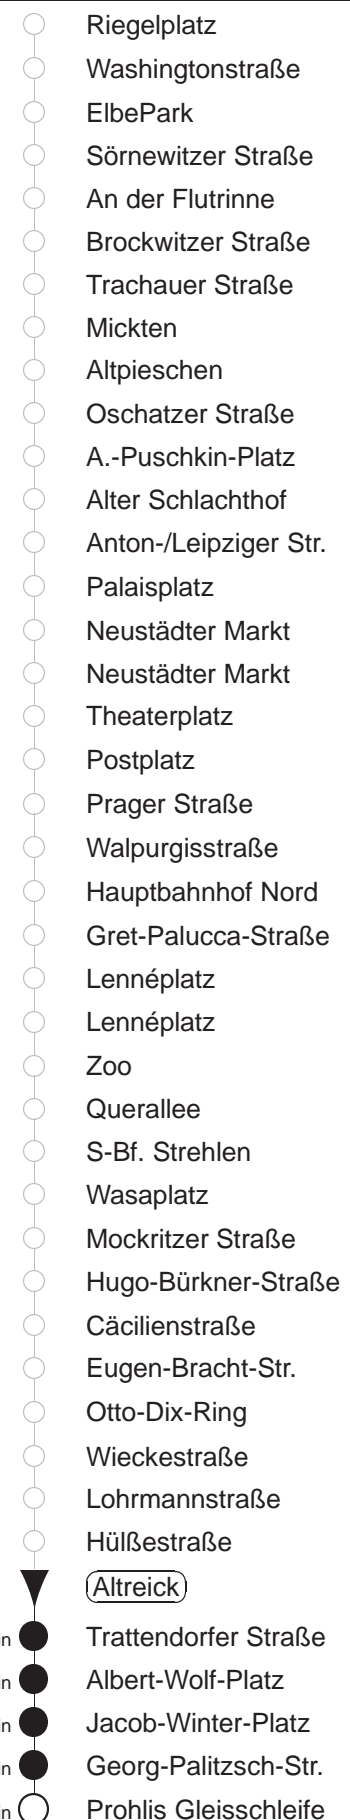 Riegelplatz
Washingtonstraße
ElbePark
Sörnewitzer Straße
An der Flutrinne
Brockwitzer Straße
Trachauer Straße
Mickten
Altpieschen
Oschatzer Straße
A.-Puschkin-Platz
Alter Schlachthof
Anton-/Leipziger Str.
Palaisplatz
Neustädter Markt
Neustädter Markt
Theaterplatz
Postplatz
Prager Straße
Walpurgisstraße
Hauptbahnhof Nord
Gret-Palucca-Straße
Lennéplatz
Lennéplatz
Zoo
Querallee
S-Bf. Strehlen
Wasaplatz
Mockritzer Straße
Hugo-Bürkner-Straße
Cäcilienstraße
Eugen-Bracht-Str.
Otto-Dix-Ring
Wieckestraße
Lohrmannstraße
Hülßestraße
Altreick
Trattendorfer Straße
Albert-Wolf-Platz
Jacob-Winter-Platz
Georg-Palitzsch-Str.
Prohlis Gleisschleife